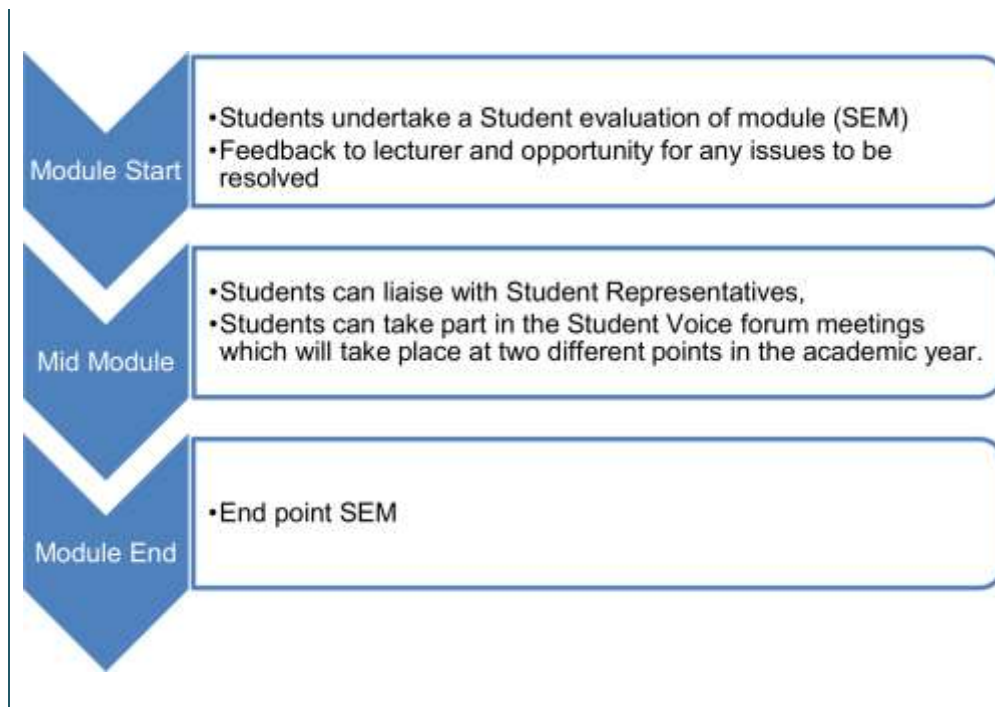 Module Start
•Students undertake a Student evaluation of module (SEM)
•Feedback to lecturer and opportunity for any issues to be
resolved
Mid Module
•Students can liaise with Student Representatives,
•Students can take part in the Student Voice forum meetings
which will take place at two different points in the academic year.
Module End
•End point SEM